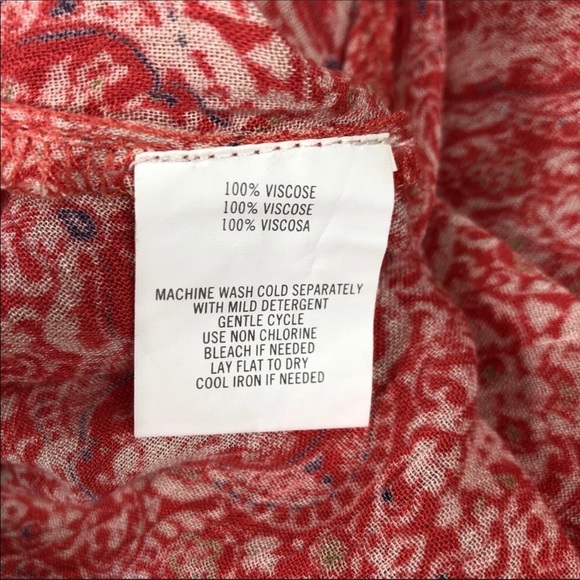 100% VISCOSE
100% VISCOSE
100% VISCOSA
MACHINE WASH COLD SEPARATELY
WITH MILD DETERGENT
GENTLE CYCLE
USE NON CHLORINE
BLEACH IF NEEDED
LAY FLAT TO DRY
COOL IRON IF NEEDED